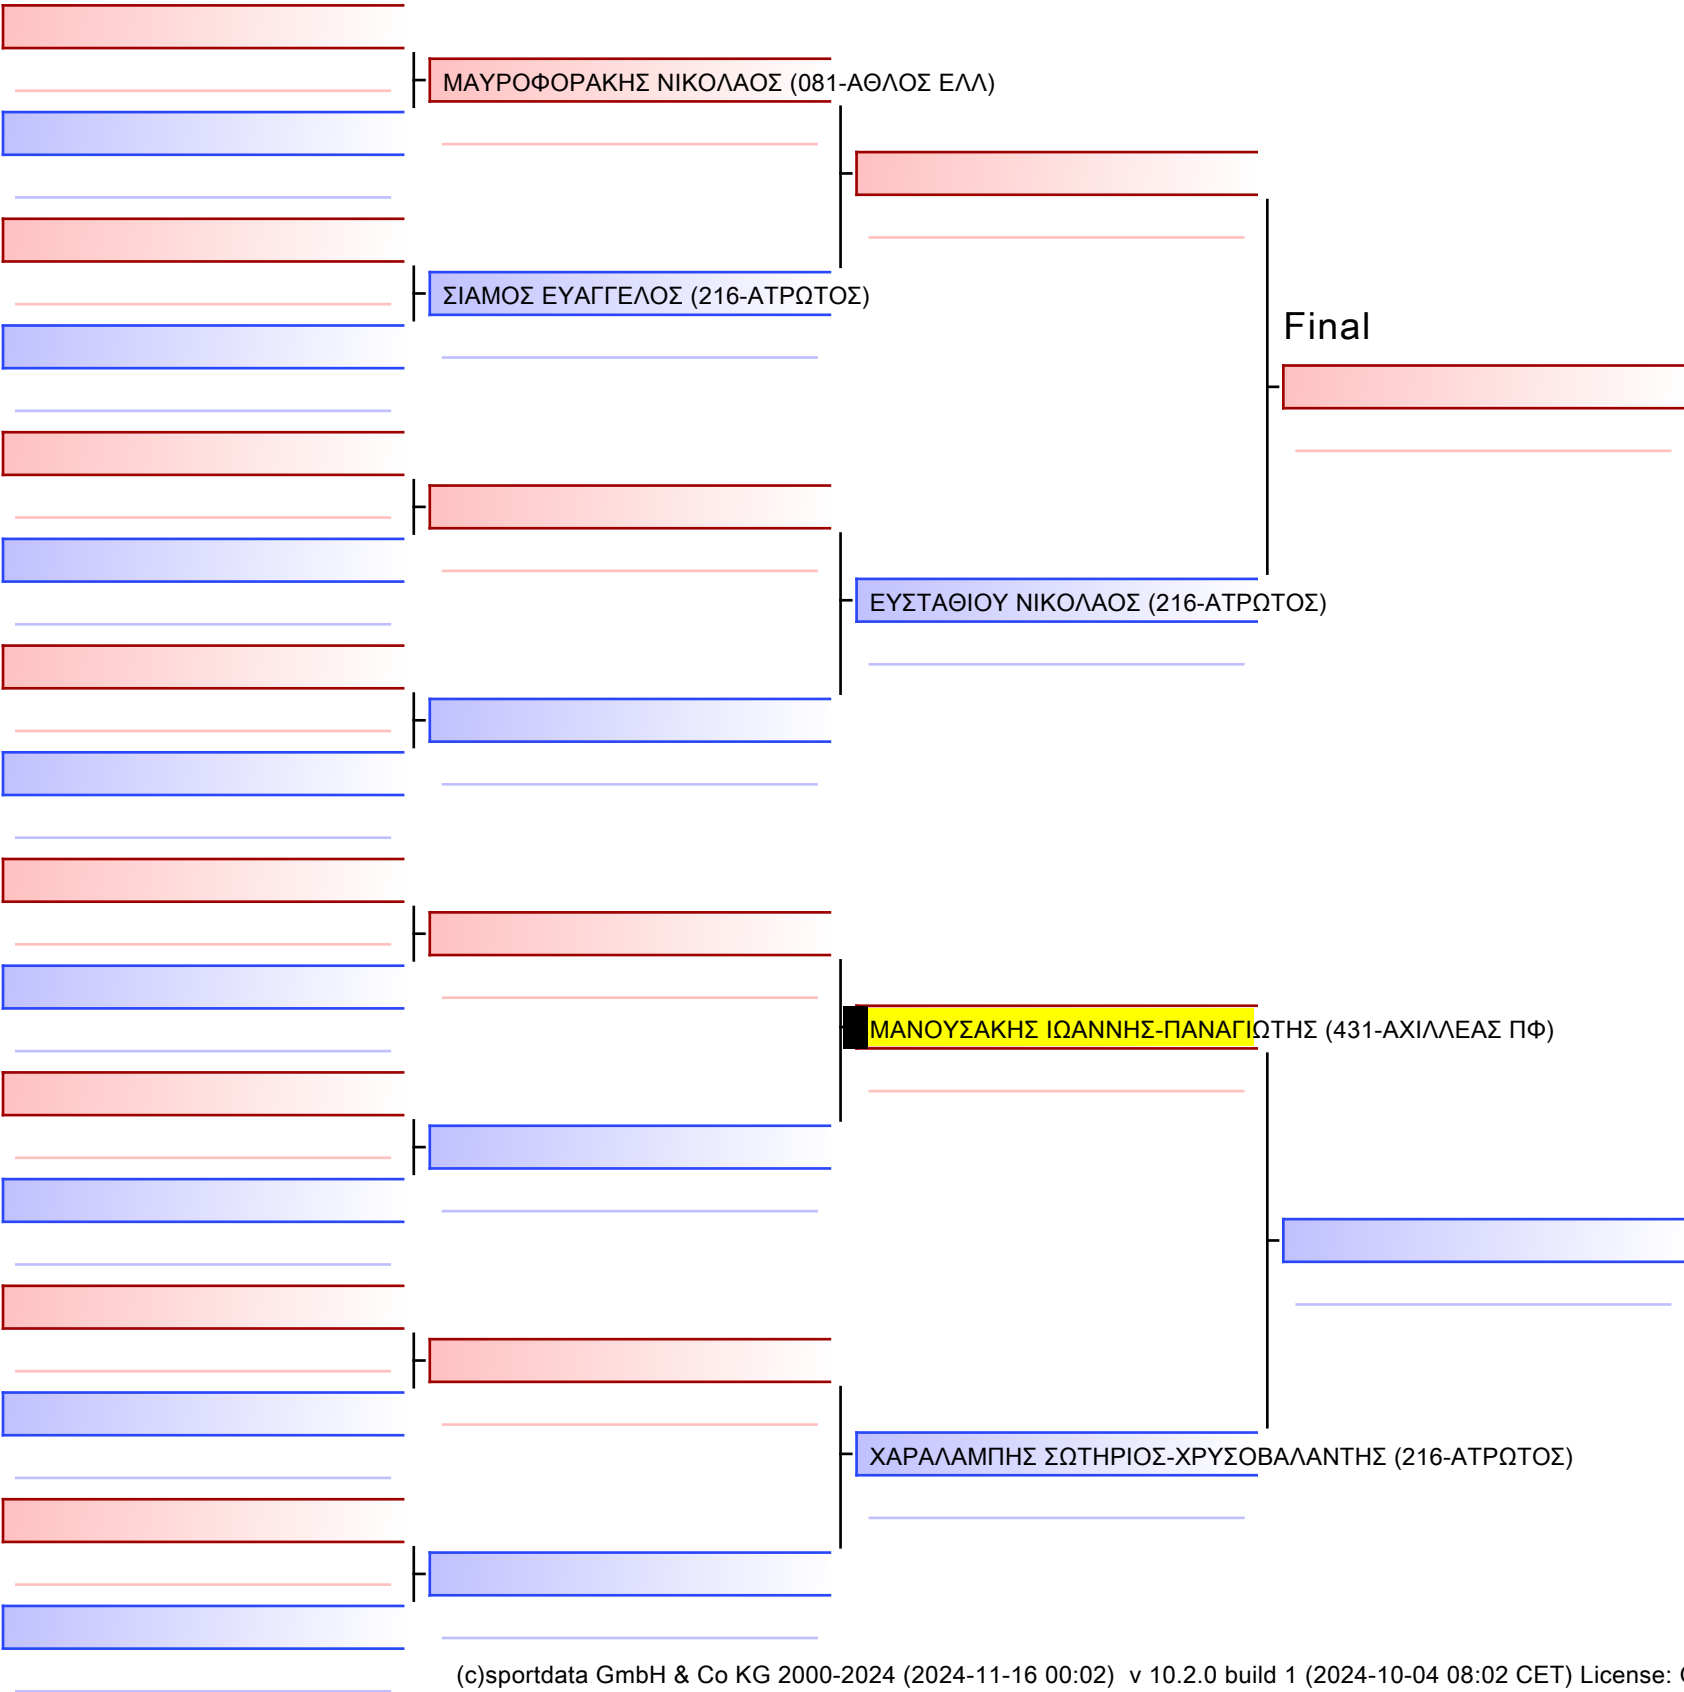 ΜΑΥΡΟΦΟΡΑΚΗΣ ΝΙΚΟΛΑΟΣ (081-ΑΘΛΟΣ ΕΛΛ)
ΣΙΑΜΟΣ ΕΥΑΓΓΕΛΟΣ (216-ΑΤΡΩΤΟΣ)
Final
ΕΥΣΤΑΘΙΟΥ ΝΙΚΟΛΑΟΣ (216-ΑΤΡΩΤΟΣ)
ΜΑΝΟΥΣΑΚΗΣ ΙΩΑΝΝΗΣ-ΠΑΝΑΓΙΩΤΗΣ (431-ΑΧΙΛΛΕΑΣ ΠΦ)
ΧΑΡΑΛΑΜΠΗΣ ΣΩΤΗΡΙΟΣ-ΧΡΥΣΟΒΑΛΑΝΤΗΣ (216-ΑΤΡΩΤΟΣ)
(c)sportdata GmbH & Co KG 2000-2024 (2024-11-16 00:02) v 10.2.0 build 1 (2024-10-04 08:02 CET) License: